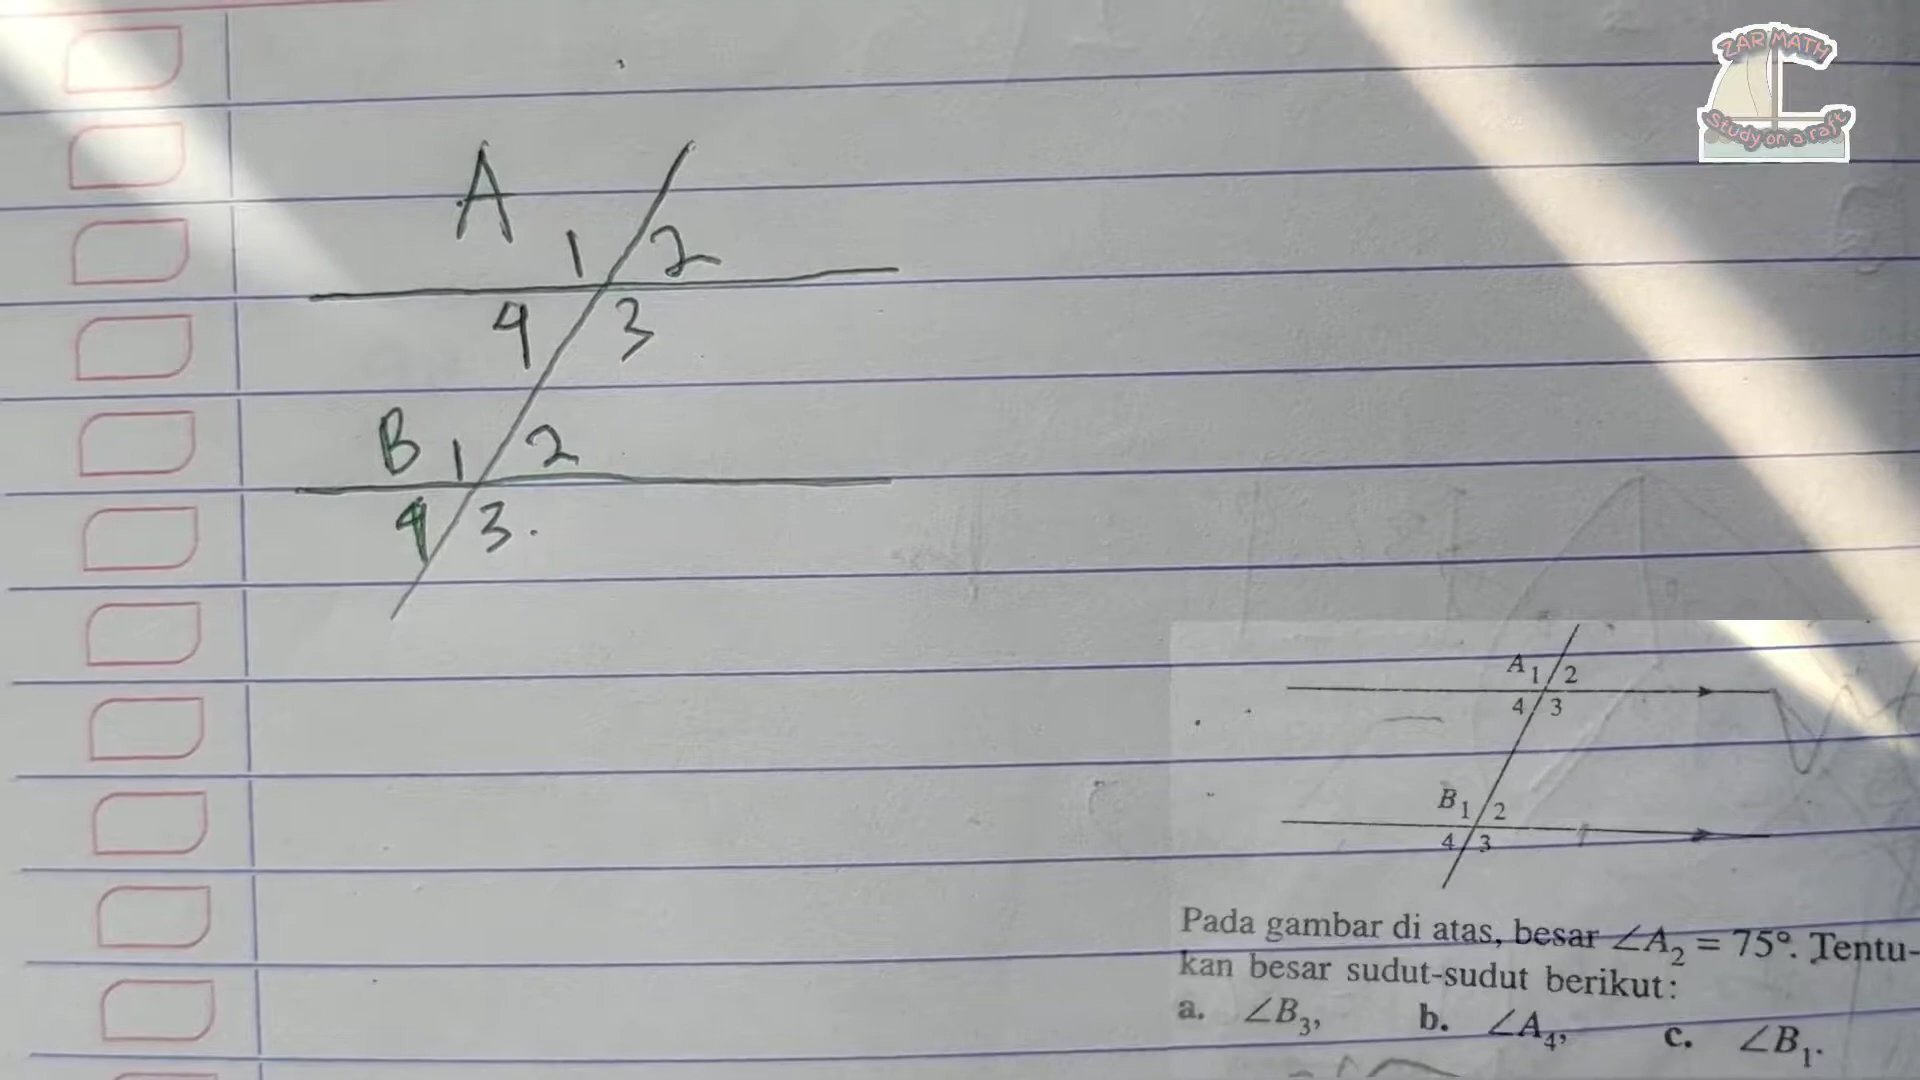 ZAR MATH
Study on a raft
A
1 2
4 3
B 1 2
4 3.
A1 2
4 3
B1 2
4 3
Pada gambar di atas, besar ∠A₂ = 75°. Tentu-
kan besar sudut-sudut berikut:
a. ∠B₃, b. ∠A₄, c. ∠B₁.